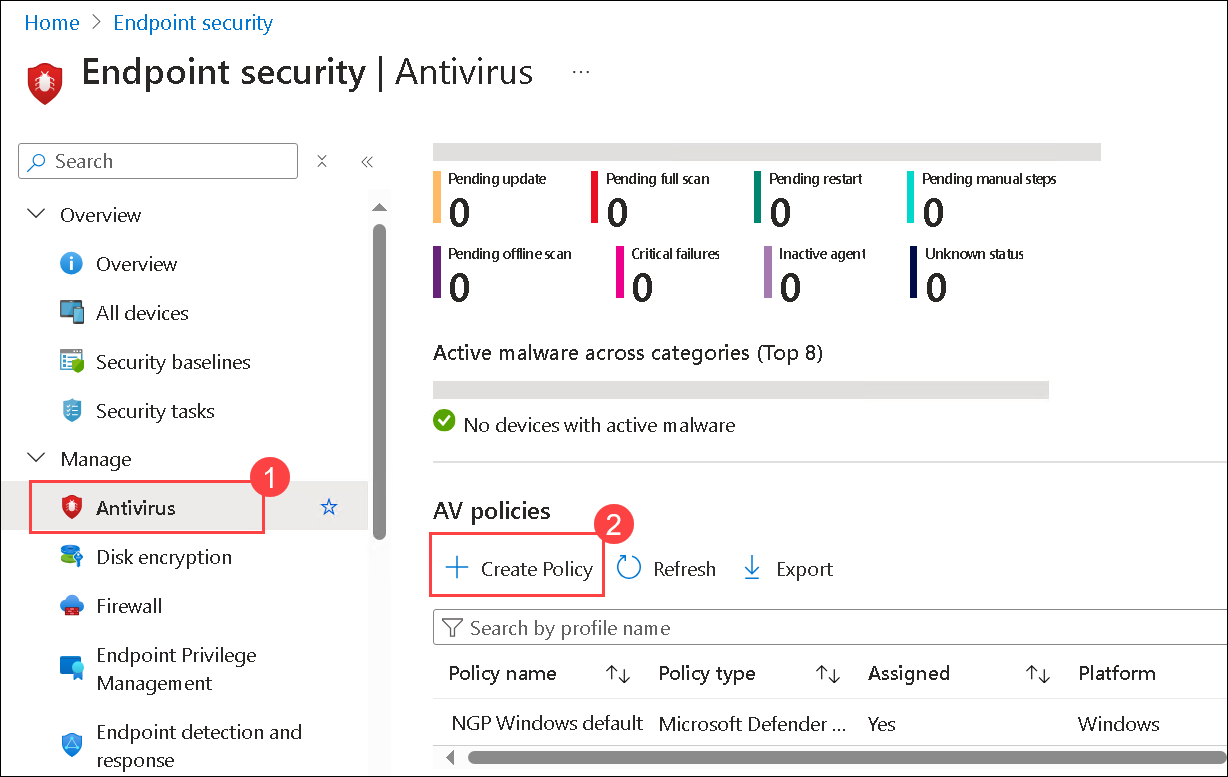 Home > Endpoint security
Endpoint security | Antivirus ...
Search
Overview
Overview
All devices
Security baselines
Security tasks
Manage
Antivirus
1
Disk encryption
Firewall
Endpoint Privilege
Management
Endpoint detection and
response
Pending update
0
Pending full scan
0
Pending restart
0
Pending manual steps
0
Pending offline scan
0
Critical failures
0
Inactive agent
0
Unknown status
0
Active malware across categories (Top 8)
No devices with active malware
AV policies
2
Create Policy Refresh Export
Search by profile name
Policy name Policy type Assigned Platform
NGP Windows default Microsoft Defender ... Yes Windows